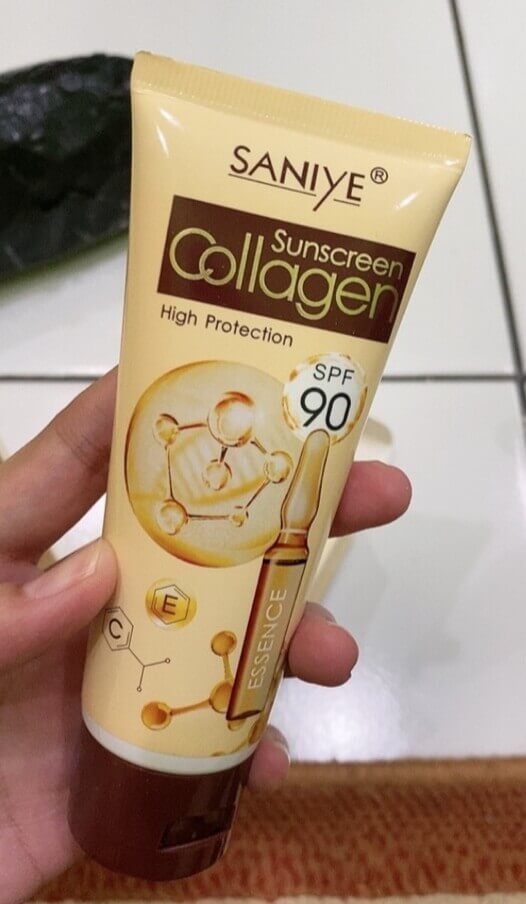 SANIYE®
Sunscreen
Collagen
High Protection
SPF
90
E
C
ESSENCE